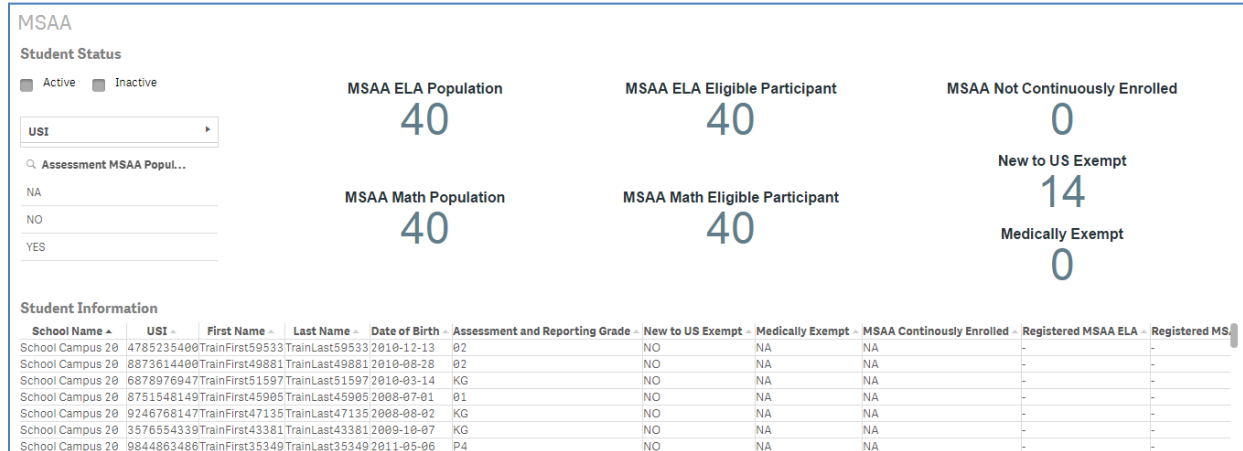 MSAA
Student Status
Active Inactive
USI
Assessment MSAA Popul...
NA
NO
YES
MSAA ELA Population
40
MSAA ELA Eligible Participant
40
MSAA Not Continuously Enrolled
0
MSAA Math Population
40
MSAA Math Eligible Participant
40
New to US Exempt
14
Medically Exempt
0
Student Information
School Name USI First Name Last Name Date of Birth Assessment and Reporting Grade New to US Exempt Medically Exempt MSAA Continously Enrolled Registered MSAA ELA Registered MSA
School Campus 20 4785235400 TrainFirst59533 TrainLast59533 2010-12-13 02 NO NA NA - -
School Campus 20 8873614400 TrainFirst49881 TrainLast49881 2010-08-28 02 NO NA NA - -
School Campus 20 6878976947 TrainFirst51597 TrainLast51597 2010-03-14 KG NO NA NA - -
School Campus 20 8751548149 TrainFirst45905 TrainLast45905 2008-07-01 01 NO NA NA - -
School Campus 20 9246768147 TrainFirst47135 TrainLast47135 2008-08-02 KG NO NA NA - -
School Campus 20 3576554339 TrainFirst43381 TrainLast43381 2009-10-07 KG NO NA NA - -
School Campus 20 9844863486 TrainFirst35349 TrainLast35349 2011-05-06 P4 NO NA NA - -